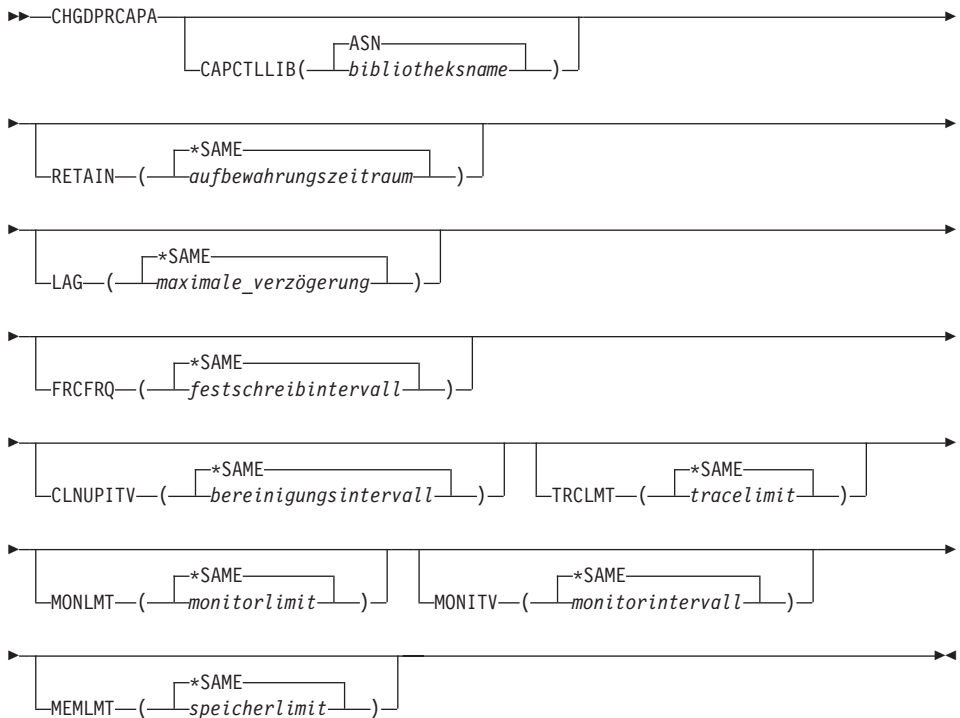 CHGDPRCAPA
ASN
CAPCTLLIB( bibliotheksname )
*SAME
RETAIN ( aufbewahrungszeitraum )
*SAME
LAG ( maximale_verzögerung )
*SAME
FRCFRQ ( festschreibintervall )
*SAME *SAME
CLNUPITV ( bereinigungsintervall ) TRCLMT ( tracelimit )
*SAME *SAME
MONLMT ( monitorlimit ) MONITV ( monitorintervall )
*SAME
MEMLMT ( speicherlimit )